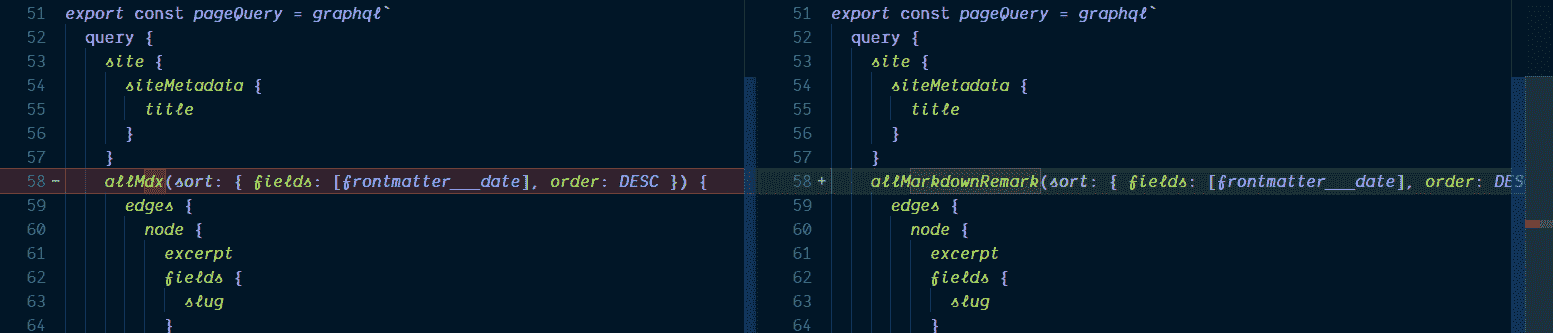 51 export const pageQuery = graphql`
52 query {
53 site {
54 siteMetadata {
55 title
56 }
57 }
58 - allMdx(sort: { fields: [frontmatter___date], order: DESC }) {
59 edges {
60 node {
61 excerpt
62 fields {
63 slug
64 }
51 export const pageQuery = graphql`
52 query {
53 site {
54 siteMetadata {
55 title
56 }
57 }
58 + allMarkdownRemark(sort: { fields: [frontmatter___date], order: DES
59 edges {
60 node {
61 excerpt
62 fields {
63 slug
64 }